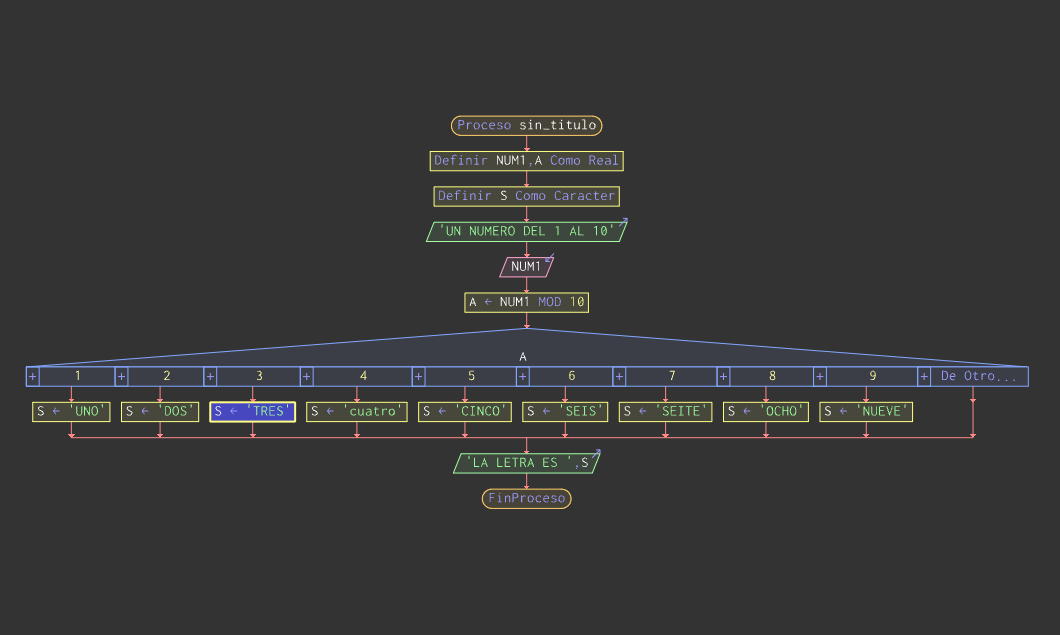 Proceso sin_titulo
Definir NUM1,A Como Real
Definir S Como Caracter
'UN NUMERO DEL 1 AL 10'
NUM1
A ← NUM1 MOD 10
A
+ 1 + 2 + 3 + 4 + 5 + 6 + 7 + 8 + 9 + De Otro...
S ← 'UNO' S ← 'DOS' S ← 'TRES' S ← 'cuatro' S ← 'CINCO' S ← 'SEIS' S ← 'SEITE' S ← 'OCHO' S ← 'NUEVE'
'LA LETRA ES ',S
FinProceso